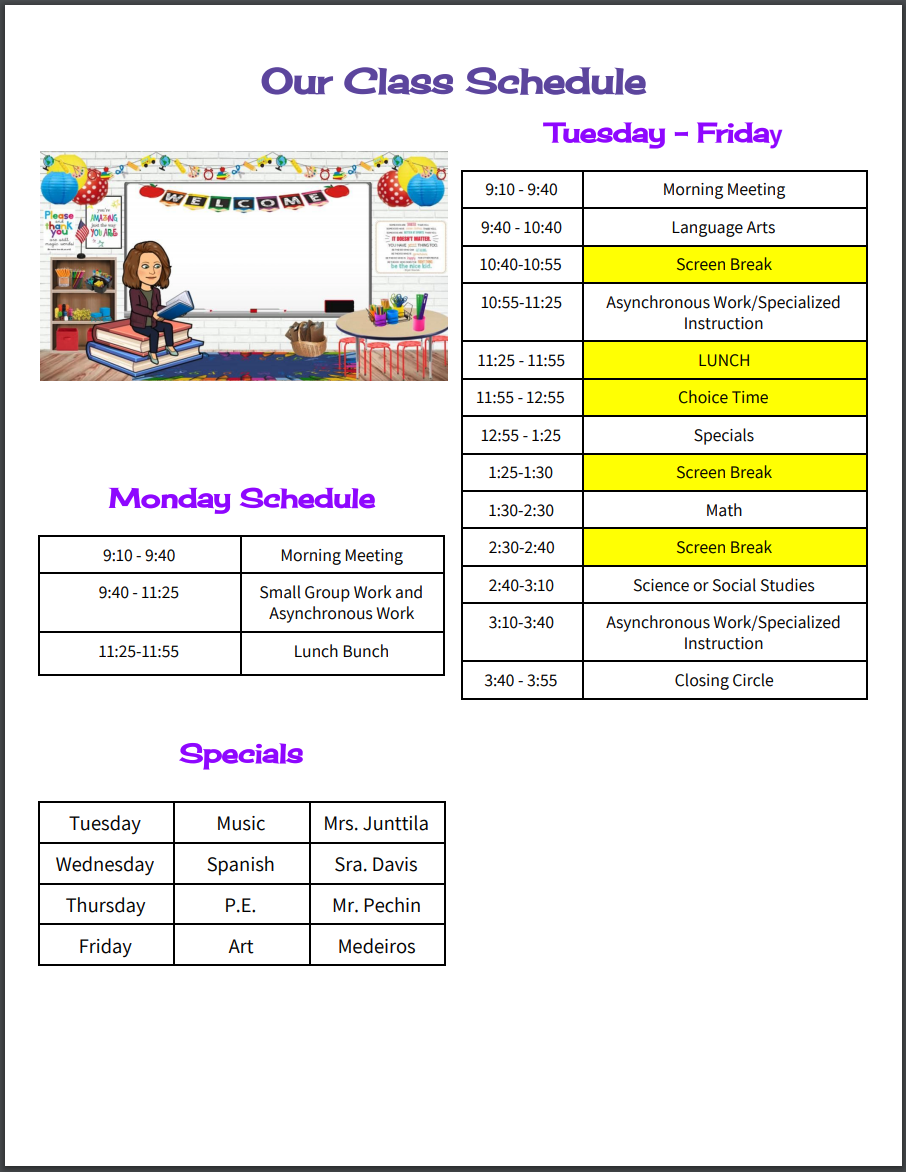 Our Class Schedule
Tuesday - Friday
9:10 - 9:40 Morning Meeting
9:40 - 10:40 Language Arts
10:40-10:55 Screen Break
10:55-11:25 Asynchronous Work/Specialized
Instruction
11:25 - 11:55 LUNCH
11:55 - 12:55 Choice Time
12:55 - 1:25 Specials
1:25-1:30 Screen Break
1:30-2:30 Math
2:30-2:40 Screen Break
2:40-3:10 Science or Social Studies
3:10-3:40 Asynchronous Work/Specialized
Instruction
3:40 - 3:55 Closing Circle
WELCOME
Please
and
thank
you
you're
AMAZING
just the way
YOU ARE
IT DOESN'T MATTER.
be the nice kid.
Monday Schedule
9:10 - 9:40 Morning Meeting
9:40 - 11:25 Small Group Work and
Asynchronous Work
11:25-11:55 Lunch Bunch
Specials
Tuesday Music Mrs. Junttila
Wednesday Spanish Sra. Davis
Thursday P.E. Mr. Pechin
Friday Art Medeiros